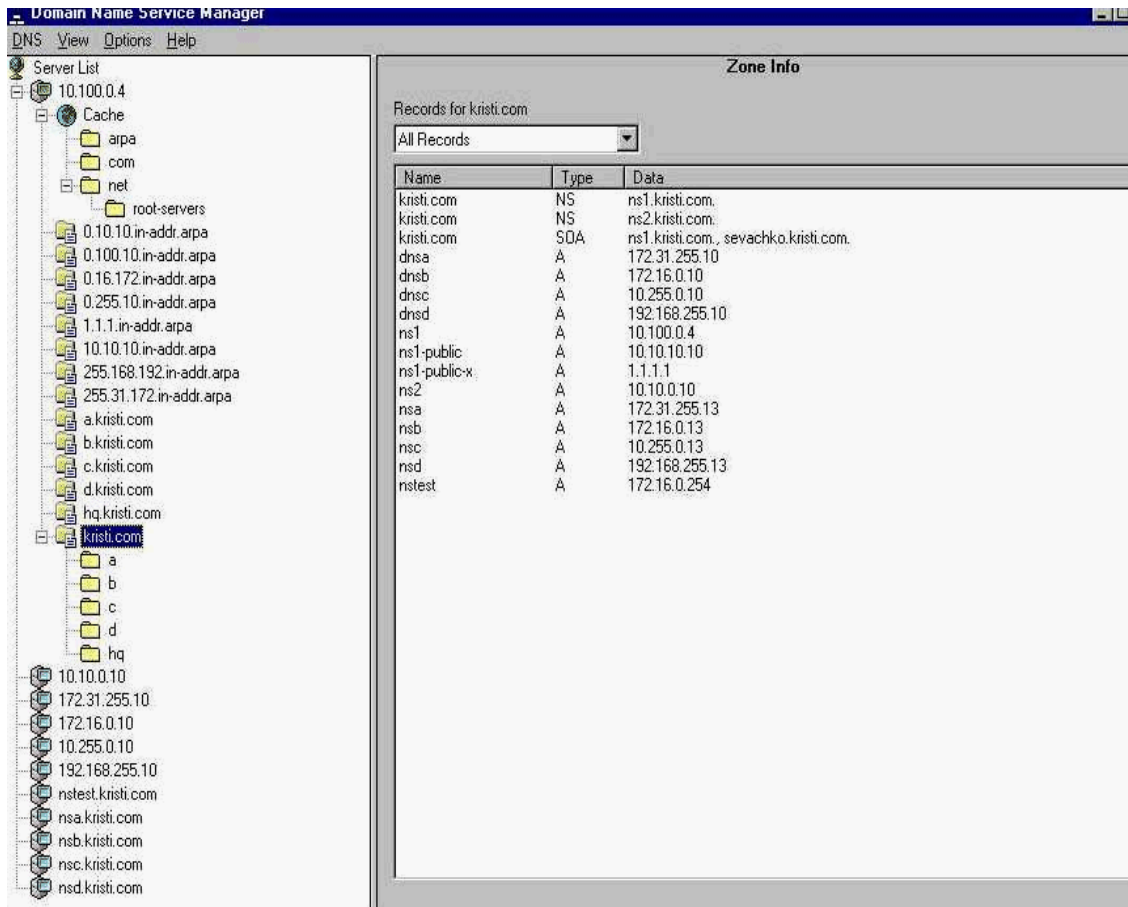 Domain Name Service Manager
DNS View Options Help
Server List
10.100.0.4
Cache
arpa
com
net
root-servers
0.10.10.in-addr.arpa
0.100.10.in-addr.arpa
0.16.172.in-addr.arpa
0.255.10.in-addr.arpa
1.1.1.in-addr.arpa
10.10.10.in-addr.arpa
255.168.192.in-addr.arpa
255.31.172.in-addr.arpa
a.kristi.com
b.kristi.com
c.kristi.com
d.kristi.com
hq.kristi.com
kristi.com
a
b
c
d
hq
10.10.0.10
172.31.255.10
172.16.0.10
10.255.0.10
192.168.255.10
nstest.kristi.com
nsa.kristi.com
nsb.kristi.com
nsc.kristi.com
nsd.kristi.com
Zone Info
Records for kristi.com
All Records
Name Type Data
kristi.com NS ns1.kristi.com.
kristi.com NS ns2.kristi.com.
kristi.com SOA ns1.kristi.com., sevachko.kristi.com.
dnsa A 172.31.255.10
dnsb A 172.16.0.10
dnsc A 10.255.0.10
dnsd A 192.168.255.10
ns1 A 10.100.0.4
ns1-public A 10.10.10.10
ns1-public-x A 1.1.1.1
ns2 A 10.10.0.10
nsa A 172.31.255.13
nsb A 172.16.0.13
nsc A 10.255.0.13
nsd A 192.168.255.13
nstest A 172.16.0.254